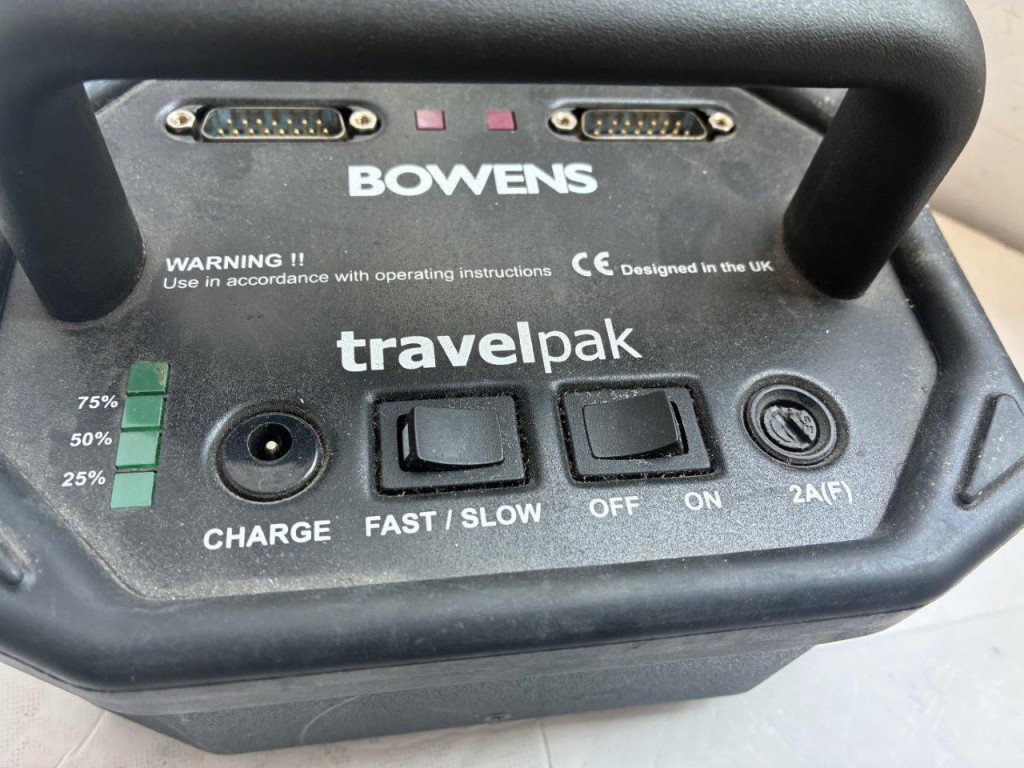 BOWENS
WARNING !!
Use in accordance with operating instructions
CE Designed in the UK
travelpak
75%
50%
25%
CHARGE
FAST / SLOW
OFF
ON
2A(F)